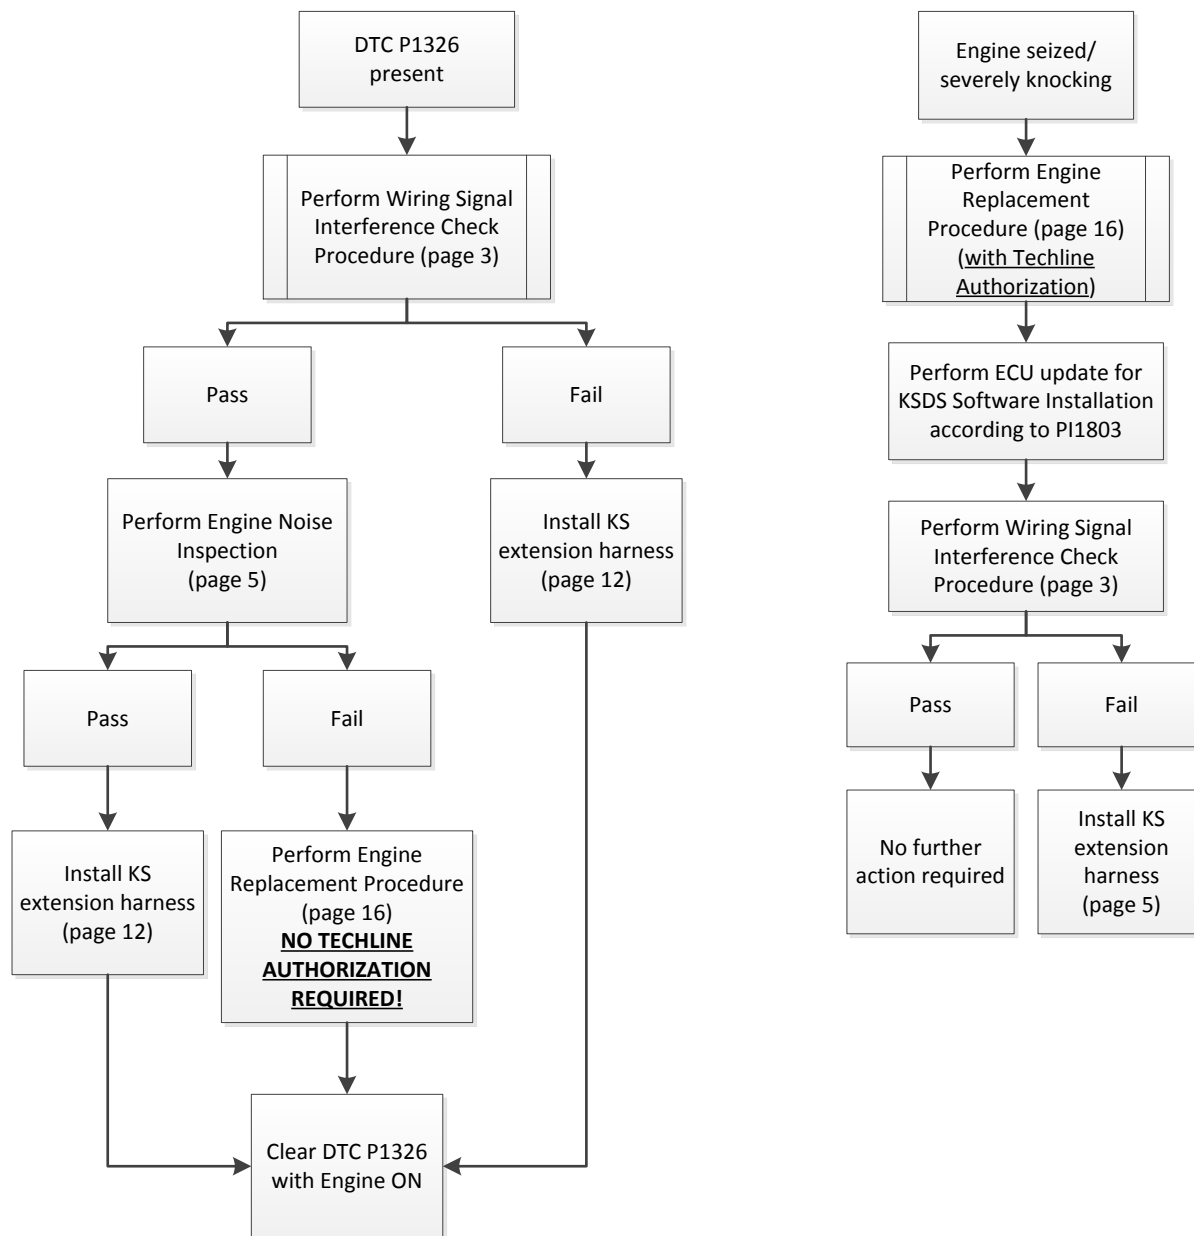 DTC P1326
present
Perform Wiring Signal
Interference Check
Procedure (page 3)
Pass
Fail
Perform Engine Noise
Inspection
(page 5)
Install KS
extension harness
(page 12)
Pass
Fail
Install KS
extension harness
(page 12)
Perform Engine
Replacement Procedure
(page 16)
NO TECHLINE
AUTHORIZATION
REQUIRED!
Clear DTC P1326
with Engine ON
Engine seized/
severely knocking
Perform Engine
Replacement
Procedure (page 16)
(with Techline
Authorization)
Perform ECU update for
KSDS Software Installation
according to PI1803
Perform Wiring Signal
Interference Check
Procedure (page 3)
Pass
Fail
No further
action required
Install KS
extension
harness
(page 5)